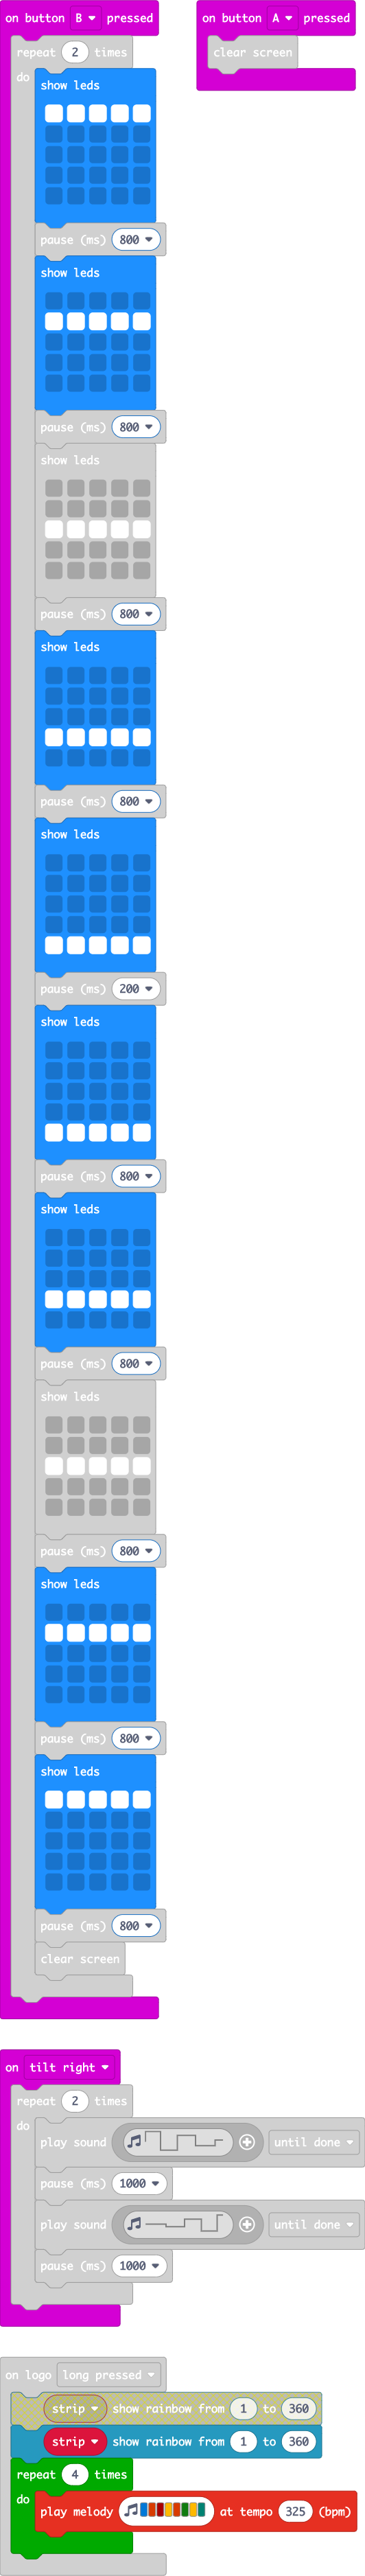 on button B pressed
on button A pressed
repeat 2 times
clear screen
do
show leds
pause (ms) 800
show leds
pause (ms) 800
show leds
pause (ms) 800
show leds
pause (ms) 800
show leds
pause (ms) 200
show leds
pause (ms) 800
show leds
pause (ms) 800
show leds
pause (ms) 800
show leds
pause (ms) 800
show leds
pause (ms) 800
clear screen
on tilt right
repeat 2 times
do
play sound until done
pause (ms) 1000
play sound until done
pause (ms) 1000
on logo long pressed
strip show rainbow from 1 to 360
strip show rainbow from 1 to 360
repeat 4 times
do
play melody at tempo 325 (bpm)